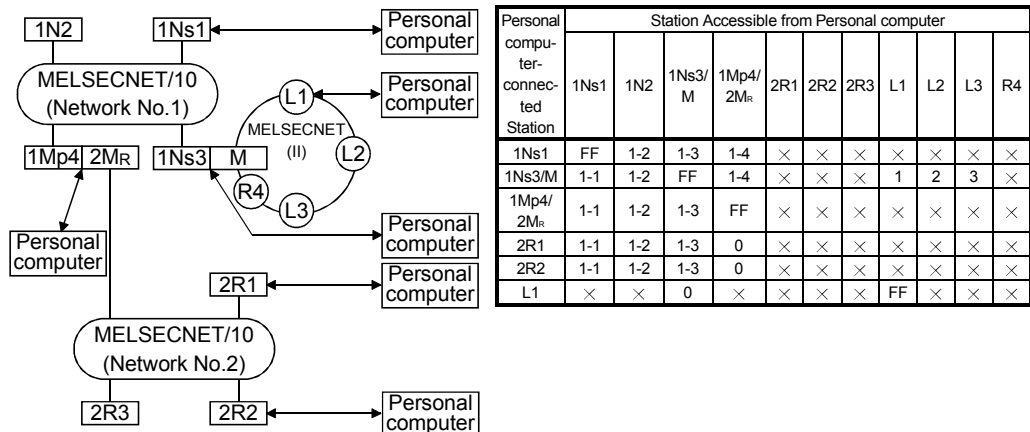 1N2
1Ns1
Personal
computer
MELSECNET/10
(Network No.1)
L1
Personal
computer
MELSECNET
(II)
L2
1Mp4 2MR
1Ns3 M
R4
L3
Personal
computer
Personal
computer
2R1
Personal
computer
MELSECNET/10
(Network No.2)
2R3
2R2
Personal
computer
Personal
compu-
ter-
connec-
ted
Station
Station Accessible from Personal computer
1Ns1 1N2 1Ns3/M 1Mp4/2MR 2R1 2R2 2R3 L1 L2 L3 R4
1Ns1 FF 1-2 1-3 1-4 × × × × × × ×
1Ns3/M 1-1 1-2 FF 1-4 × × × 1 2 3 ×
1Mp4/2MR 1-1 1-2 1-3 FF × × × × × × ×
2R1 1-1 1-2 1-3 0 × × × × × × ×
2R2 1-1 1-2 1-3 0 × × × × × × ×
L1 × × 0 × × × × FF × × ×